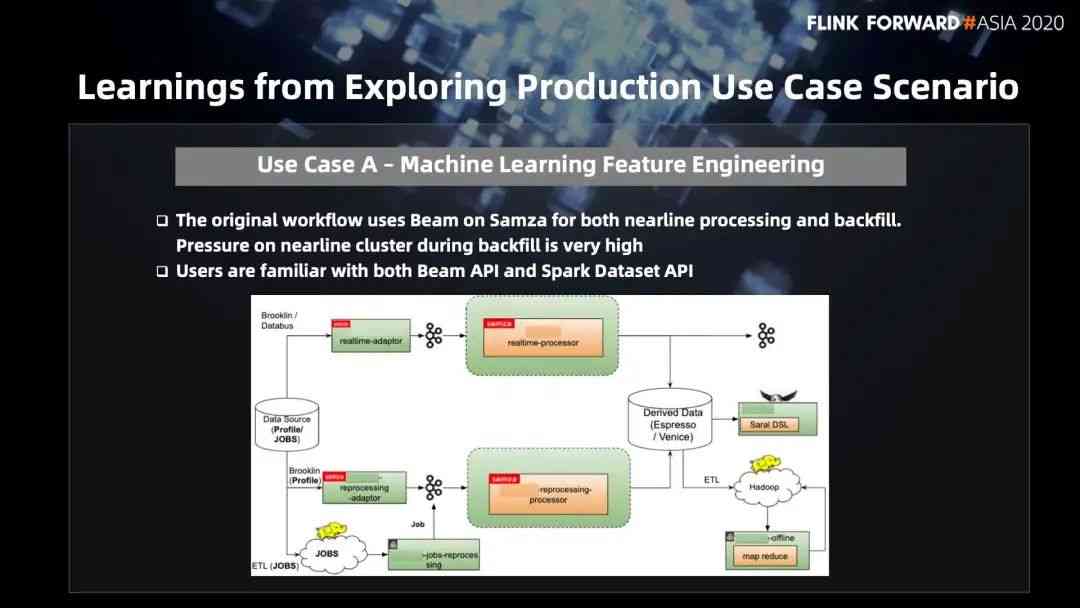 FLINK FORWARD#ASIA 2020
Learnings from Exploring Production Use Case Scenario
Use Case A – Machine Learning Feature Engineering
❑ The original workflow uses Beam on Samza for both nearline processing and backfill.
Pressure on nearline cluster during backfill is very high
❑ Users are familiar with both Beam API and Spark Dataset API
Brooklin /
Databus
realtime-adaptor
samza
realtime-processor
Data Source
(Profile/
JOBS)
Derived Data
(Espresso
/ Venice)
Saral DSL
Brooklin
(Profile)
samza
-
reprocessing
-adaptor
samza
-reprocessing-
processor
ETL
Hadoop
Job
JOBS
ETL (JOBS)
-jobs-reproces
sing
-offline
map reduce